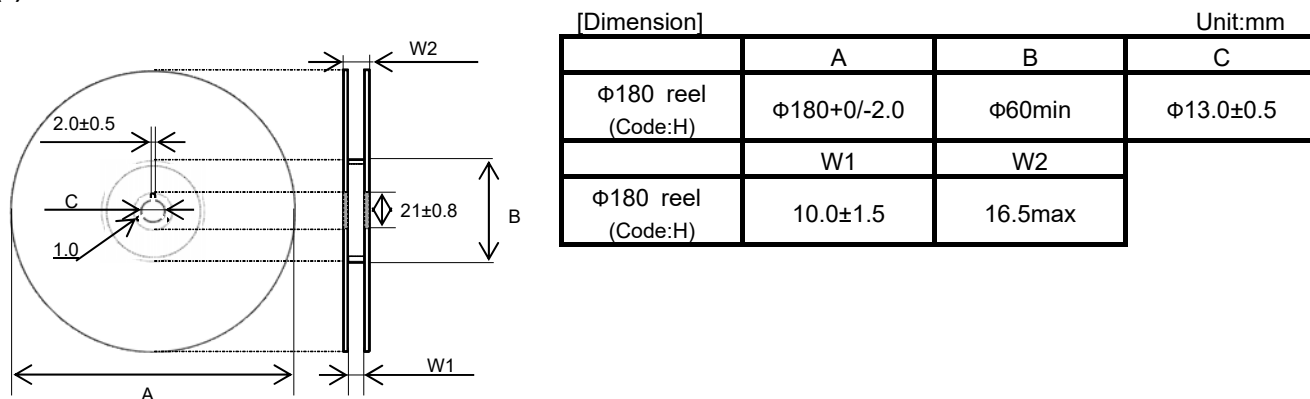 W2
2.0±0.5
C
21±0.8
B
1.0
W1
A
[Dimension] Unit:mm
A B C
Φ180 reel
(Code:H)
Φ180+0/-2.0 Φ60min Φ13.0±0.5
W1 W2
Φ180 reel
(Code:H)
10.0±1.5 16.5max